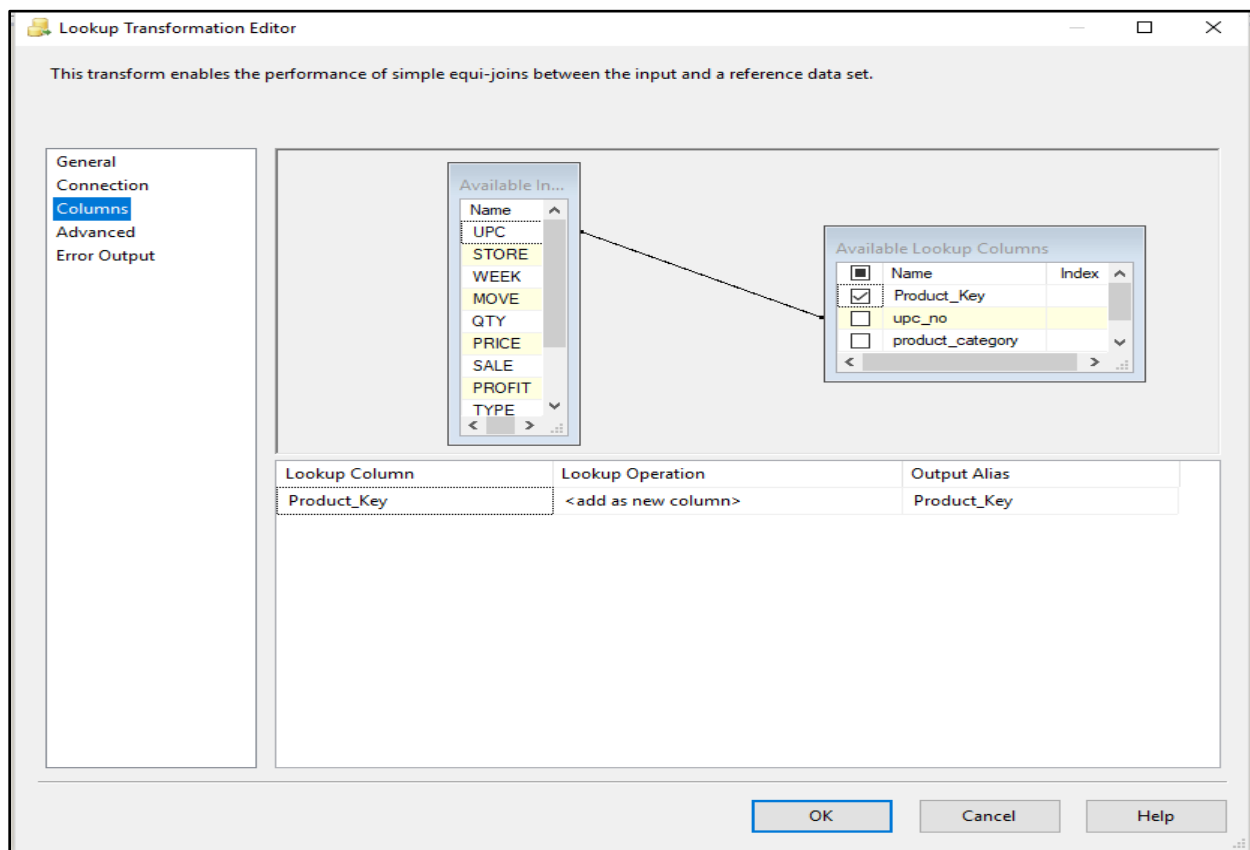 Lookup Transformation Editor
This transform enables the performance of simple equi-joins between the input and a reference data set.
General
Connection
Columns
Advanced
Error Output
Available In...
Name
UPC
STORE
WEEK
MOVE
QTY
PRICE
SALE
PROFIT
TYPE
Available Lookup Columns
Name Index
Product_Key
upc_no
product_category
Lookup Column Lookup Operation Output Alias
Product_Key <add as new column> Product_Key
OK Cancel Help